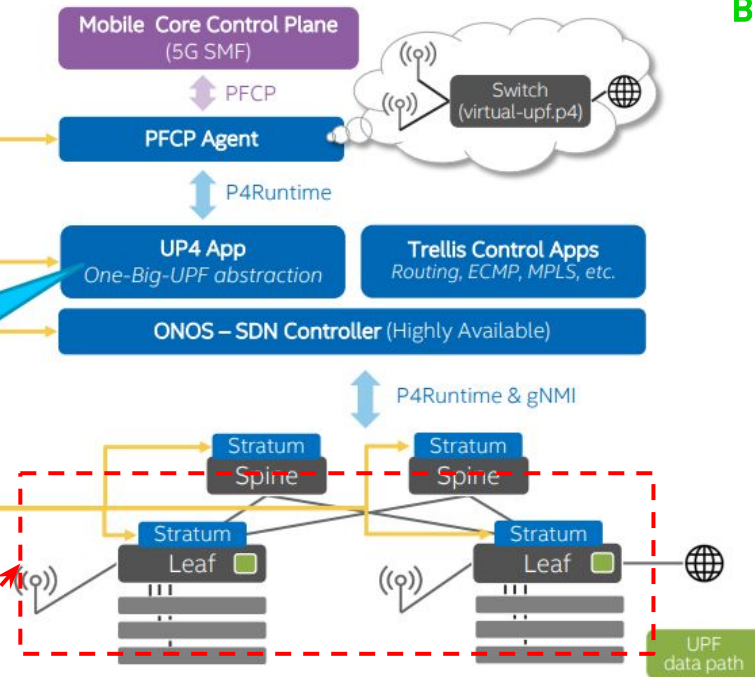 B
Mobile Core Control Plane
(5G SMF)
PFCP
Switch
(virtual-upf.p4)
PFCP Agent
P4Runtime
UP4 App
One-Big-UPF abstraction
Trellis Control Apps
Routing, ECMP, MPLS, etc.
ONOS – SDN Controller (Highly Available)
P4Runtime & gNMI
Stratum
Spine
Stratum
Spine
Stratum
Leaf
Stratum
Leaf
UPF
data path